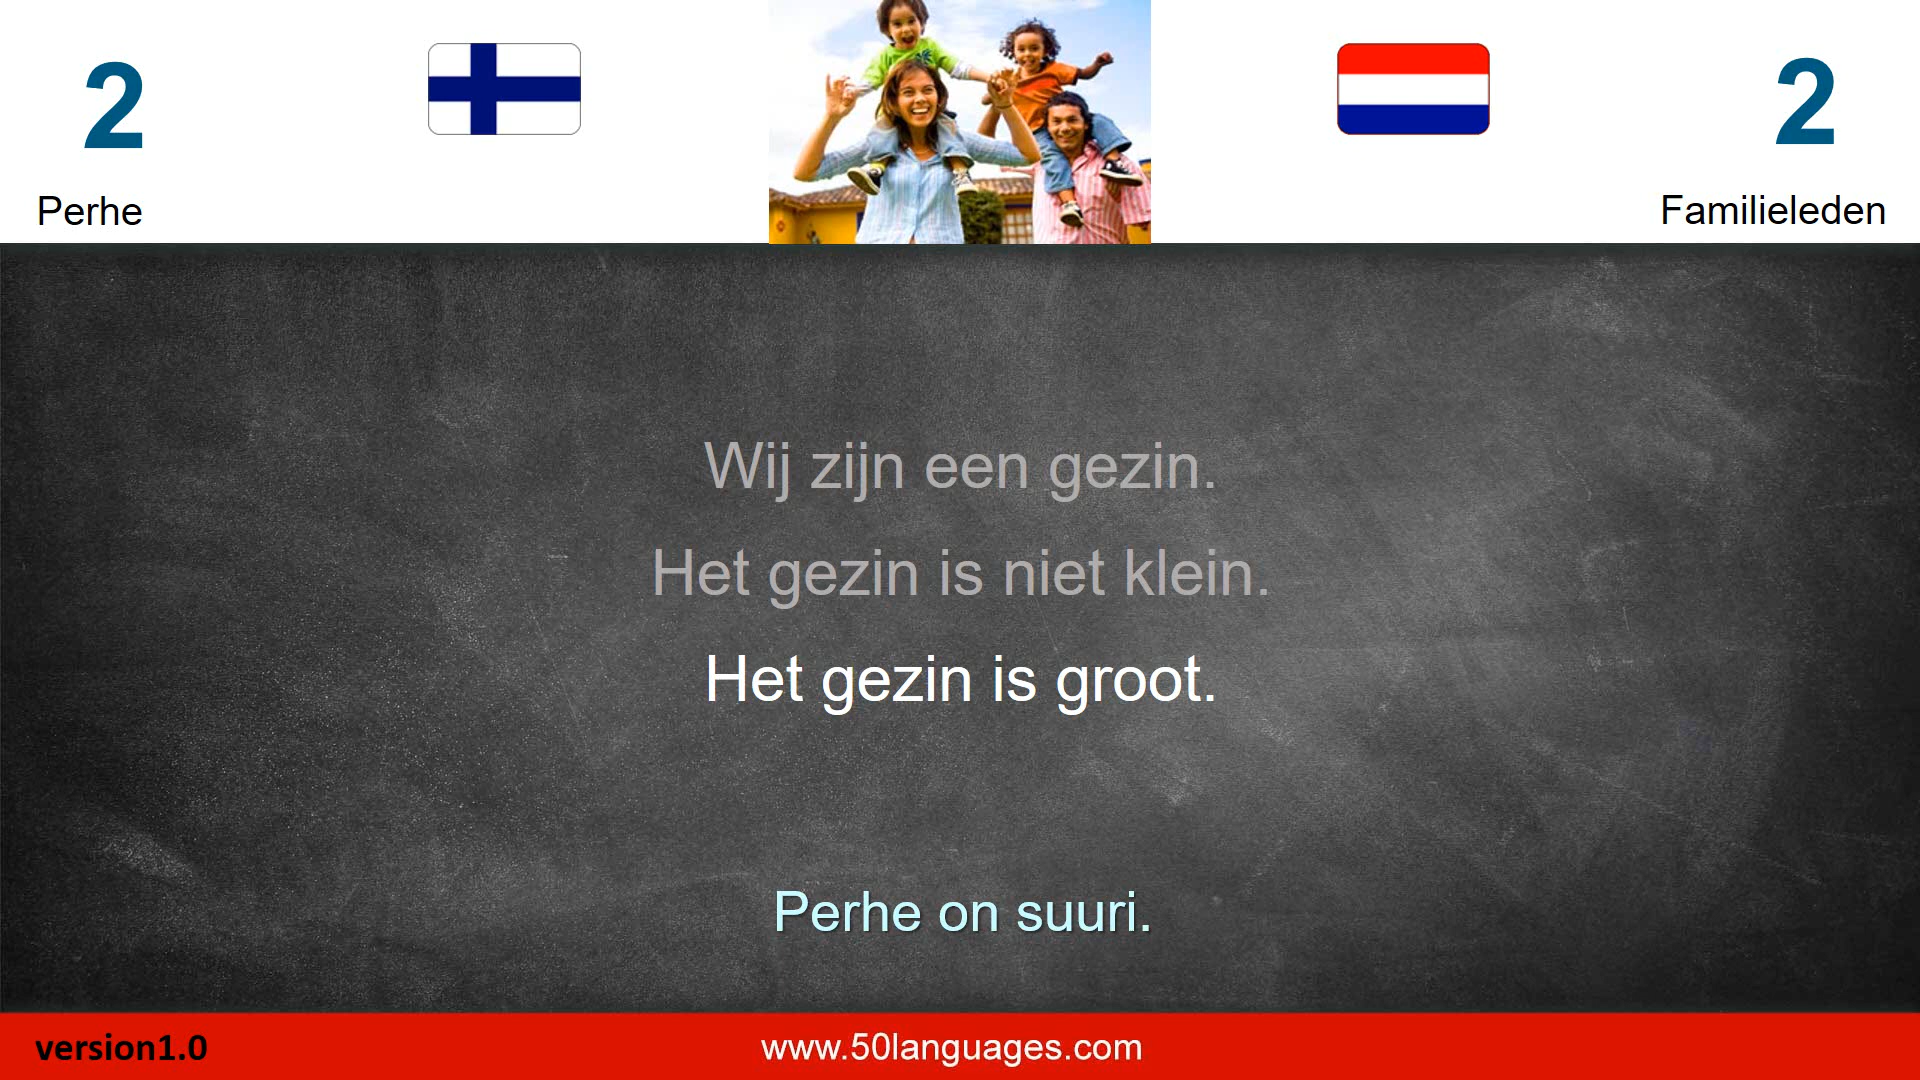 2
2
Perhe
Familieleden
Wij zijn een gezin.
Het gezin is niet klein.
Het gezin is groot.
Perhe on suuri.
version1.0
www.50languages.com